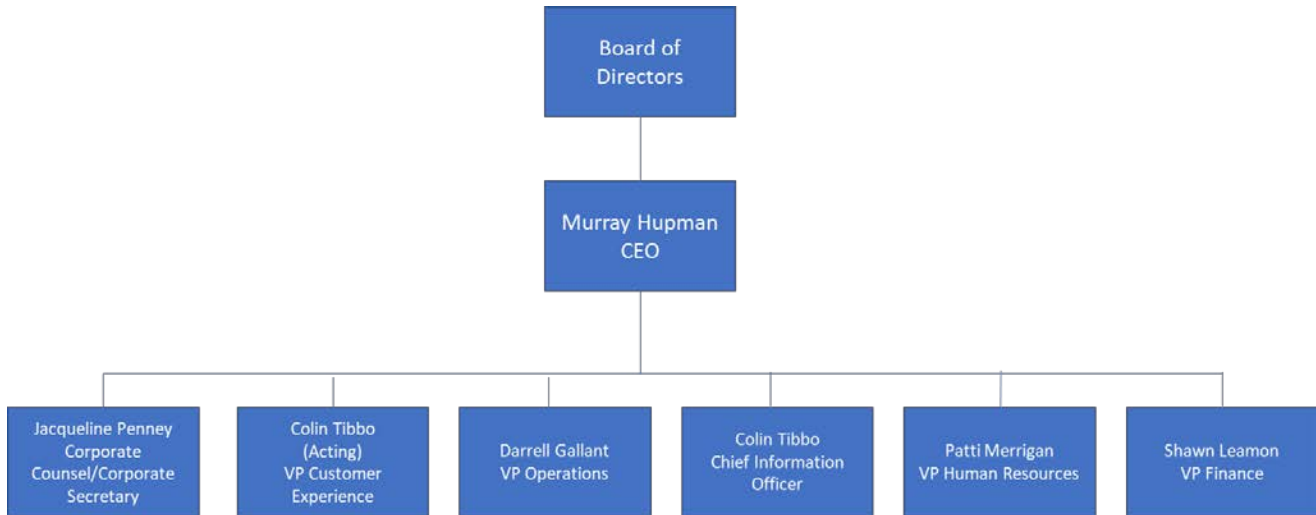 Board of
Directors
Murray Hupman
CEO
Jacqueline Penney
Corporate
Counsel/Corporate
Secretary
Colin Tibbo
(Acting)
VP Customer
Experience
Darrell Gallant
VP Operations
Colin Tibbo
Chief Information
Officer
Patti Merrigan
VP Human Resources
Shawn Leamon
VP Finance